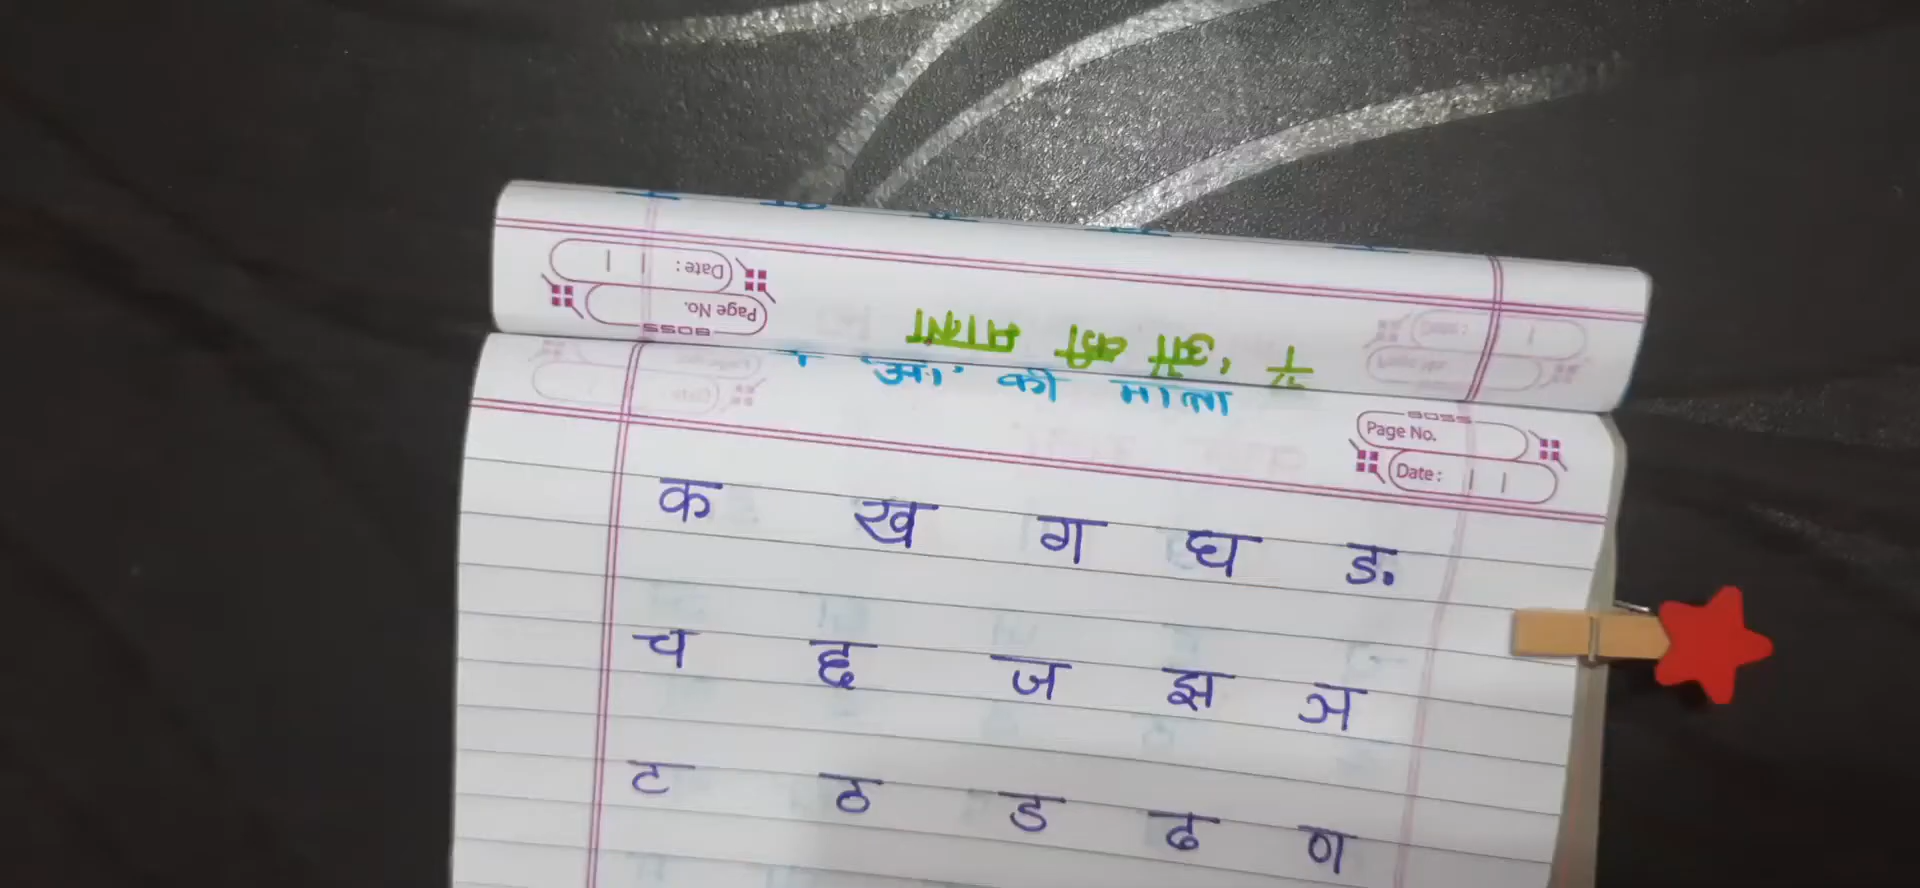 Date :
Page No.
BOSS
ौ 'औ' की मात्रा
'अं' की मात्रा
BOSS
Page No.
Date :
क ख ग घ ङ
च छ ज झ ञ
ट ठ ड ढ ण